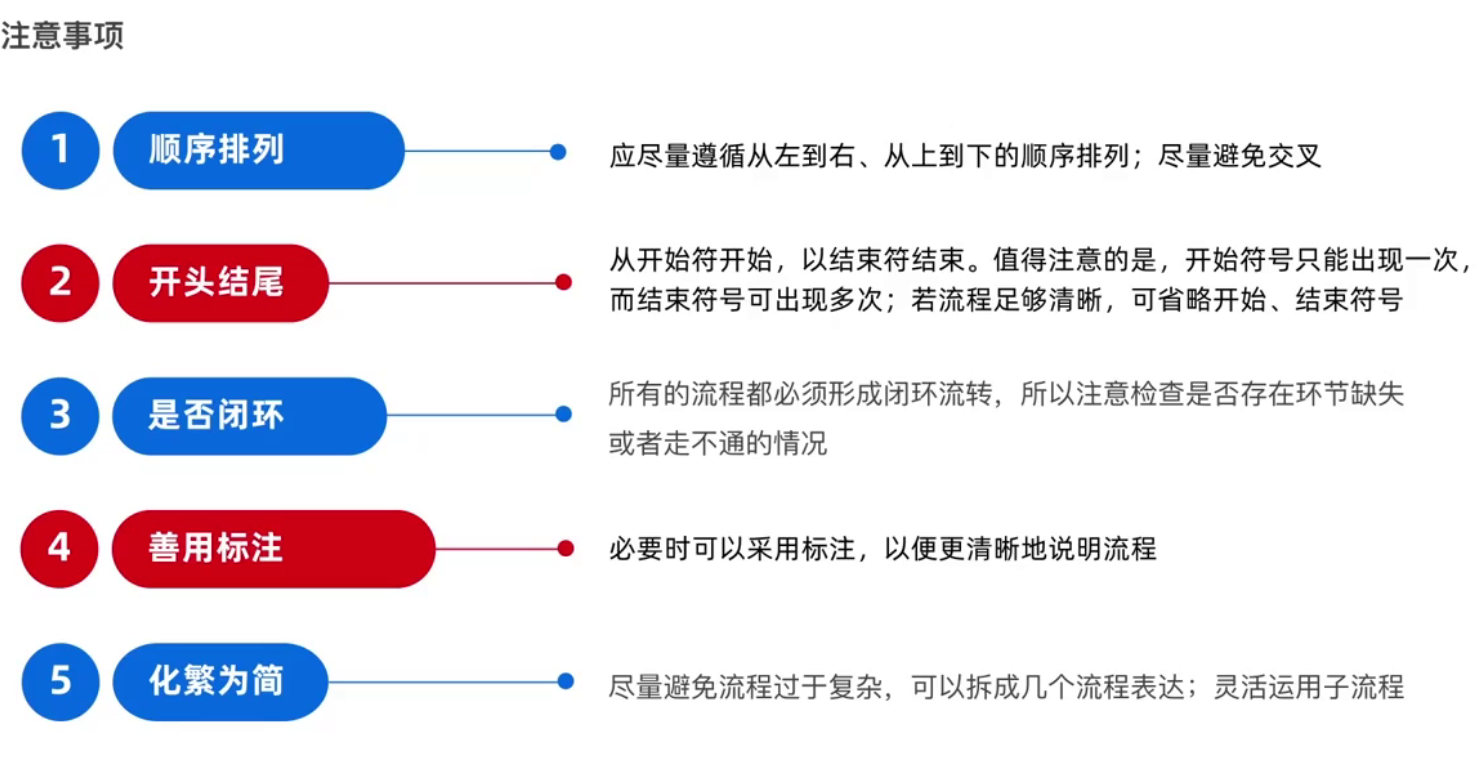 注意事项
1 顺序排列
应尽量遵循从左到右、从上到下的顺序排列；尽量避免交叉
2 开头结尾
从开始符开始，以结束符结束。值得注意的是，开始符号只能出现一次，
而结束符号可出现多次；若流程足够清晰，可省略开始、结束符号
3 是否闭环
所有的流程都必须形成闭环流转，所以注意检查是否存在环节缺失
或者走不通的情况
4 善用标注
必要时可以采用标注，以便更清晰地说明流程
5 化繁为简
尽量避免流程过于复杂，可以拆成几个流程表达；灵活运用子流程